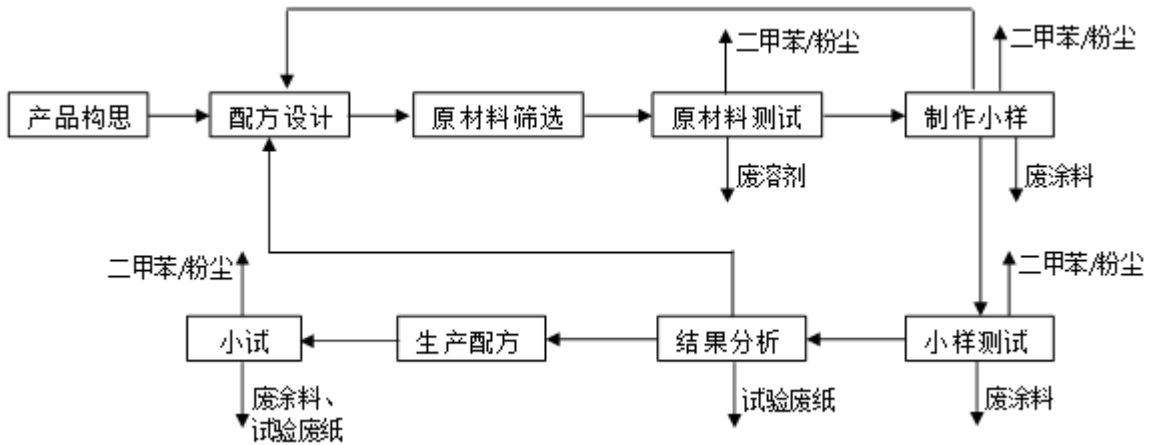 二甲苯/粉尘
二甲苯/粉尘
产品构思
配方设计
原材料筛选
原材料测试
制作小样
废溶剂
废涂料
二甲苯/粉尘
二甲苯/粉尘
小试
生产配方
结果分析
小样测试
废涂料、
试验废纸
试验废纸
废涂料